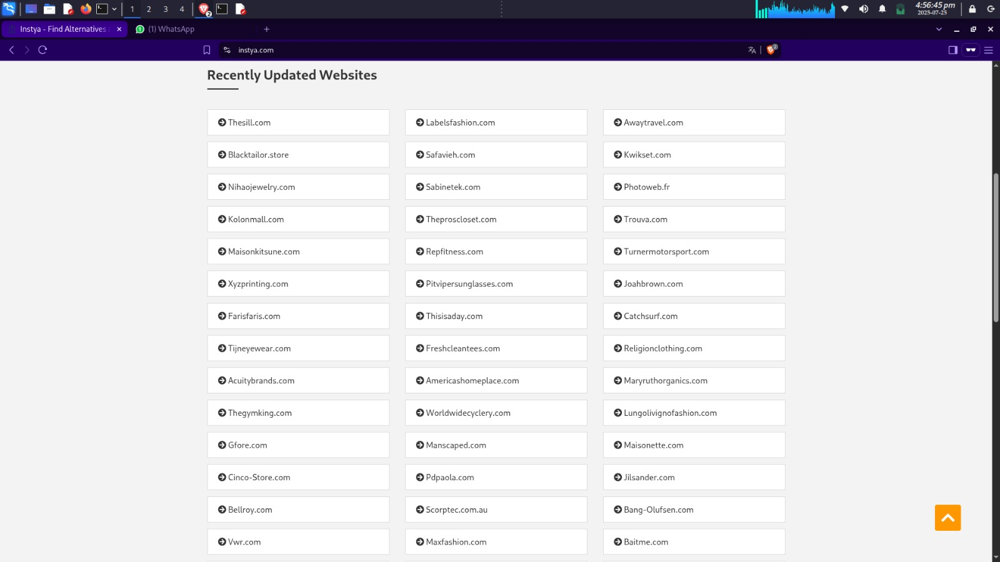 1 2 3 4 2 4:56:45 pm
2025-07-25
Instya - Find Alternatives a 1 (1) WhatsApp
instya.com 2
Recently Updated Websites
Thesill.com Labelsfashion.com Awaytravel.com
Blacktailor.store Safavieh.com Kwikset.com
Nihaojewelry.com Sabinetek.com Photoweb.fr
Kolonmall.com Theproscloset.com Trouva.com
Maisonkitsune.com Repfitness.com Turnermotorsport.com
Xyzprinting.com Pitvipersunglasses.com Joahbrown.com
Farisfaris.com Thisisaday.com Catchsurf.com
Tijneyewear.com Freshcleantees.com Religionclothing.com
Acuitybrands.com Americashomeplace.com Maryruthorganics.com
Thegymking.com Worldwidecyclery.com Lungolivignofashion.com
Gfore.com Manscaped.com Maisonette.com
Cinco-Store.com Pdpaola.com Jilsander.com
Bellroy.com Scorptec.com.au Bang-Olufsen.com
Vwr.com Maxfashion.com Baitme.com